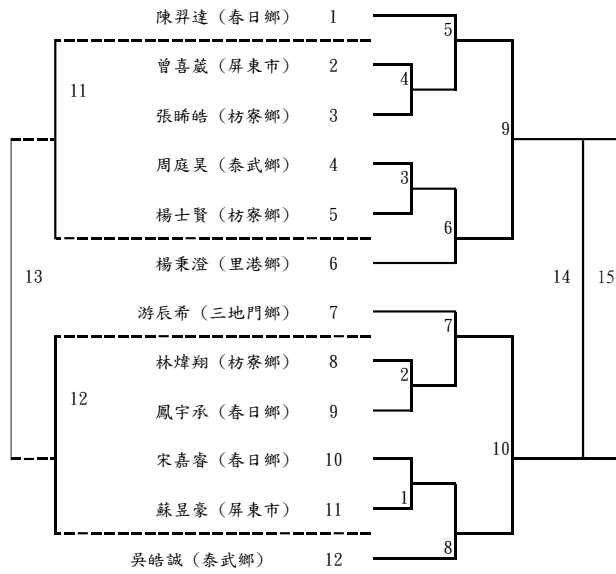 陳羿達（春日鄉） 1
5
曾喜葳（屏東市） 2
4
11
張晞皓（枋寮鄉） 3
9
周庭昊（泰武鄉） 4
3
楊士賢（枋寮鄉） 5
6
楊秉澄（里港鄉） 6
13
14
15
游辰希（三地門鄉） 7
7
林煒翔（枋寮鄉） 8
2
12
鳳宇承（春日鄉） 9
10
宋嘉睿（春日鄉） 10
1
蘇昱豪（屏東市） 11
8
吳皓誠（泰武鄉） 12